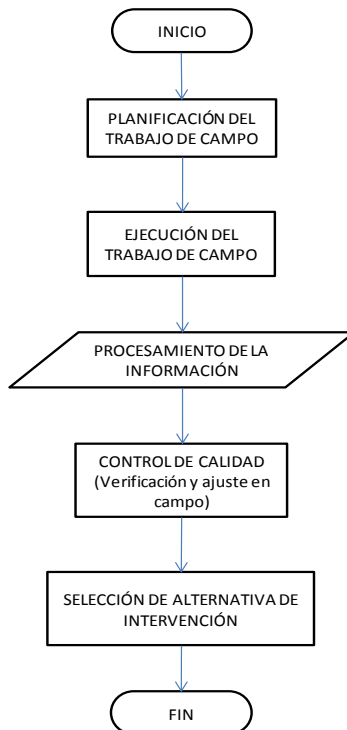 INICIO
PLANIFICACIÓN DEL
TRABAJO DE CAMPO
EJECUCIÓN DEL
TRABAJO DE CAMPO
PROCESAMIENTO DE LA
INFORMACIÓN
CONTROL DE CALIDAD
(Verificación y ajuste en
campo)
SELECCIÓN DE ALTERNATIVA DE
INTERVENCIÓN
FIN